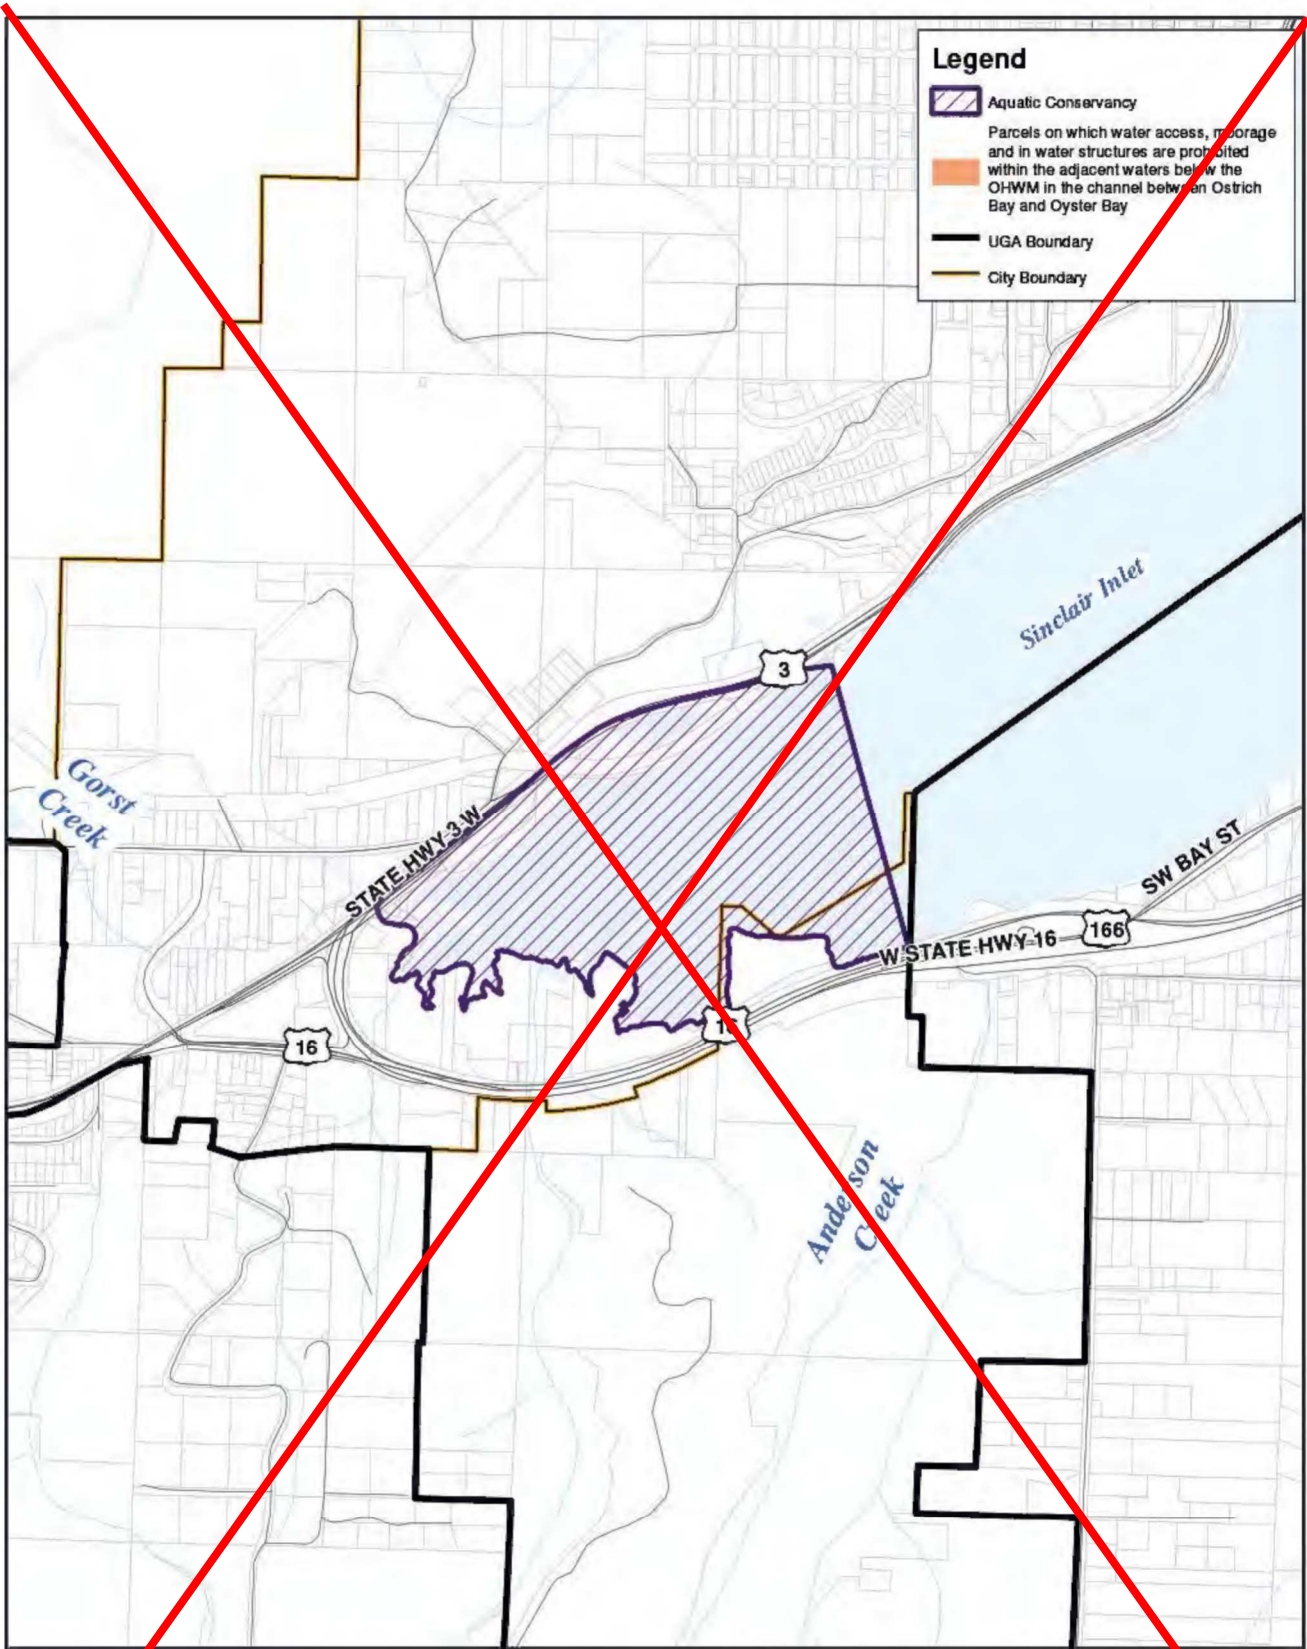 Legend
Aquatic Conservancy
Parcels on which water access, moorage
and in water structures are prohibited
within the adjacent waters below the
OHWM in the channel between Ostrich
Bay and Oyster Bay
UGA Boundary
City Boundary
Sinclair Inlet
3
Gorst
Creek
STATE HWY 3 W
SW BAY ST
166
W STATE HWY 16
16
16
Anderson
Creek